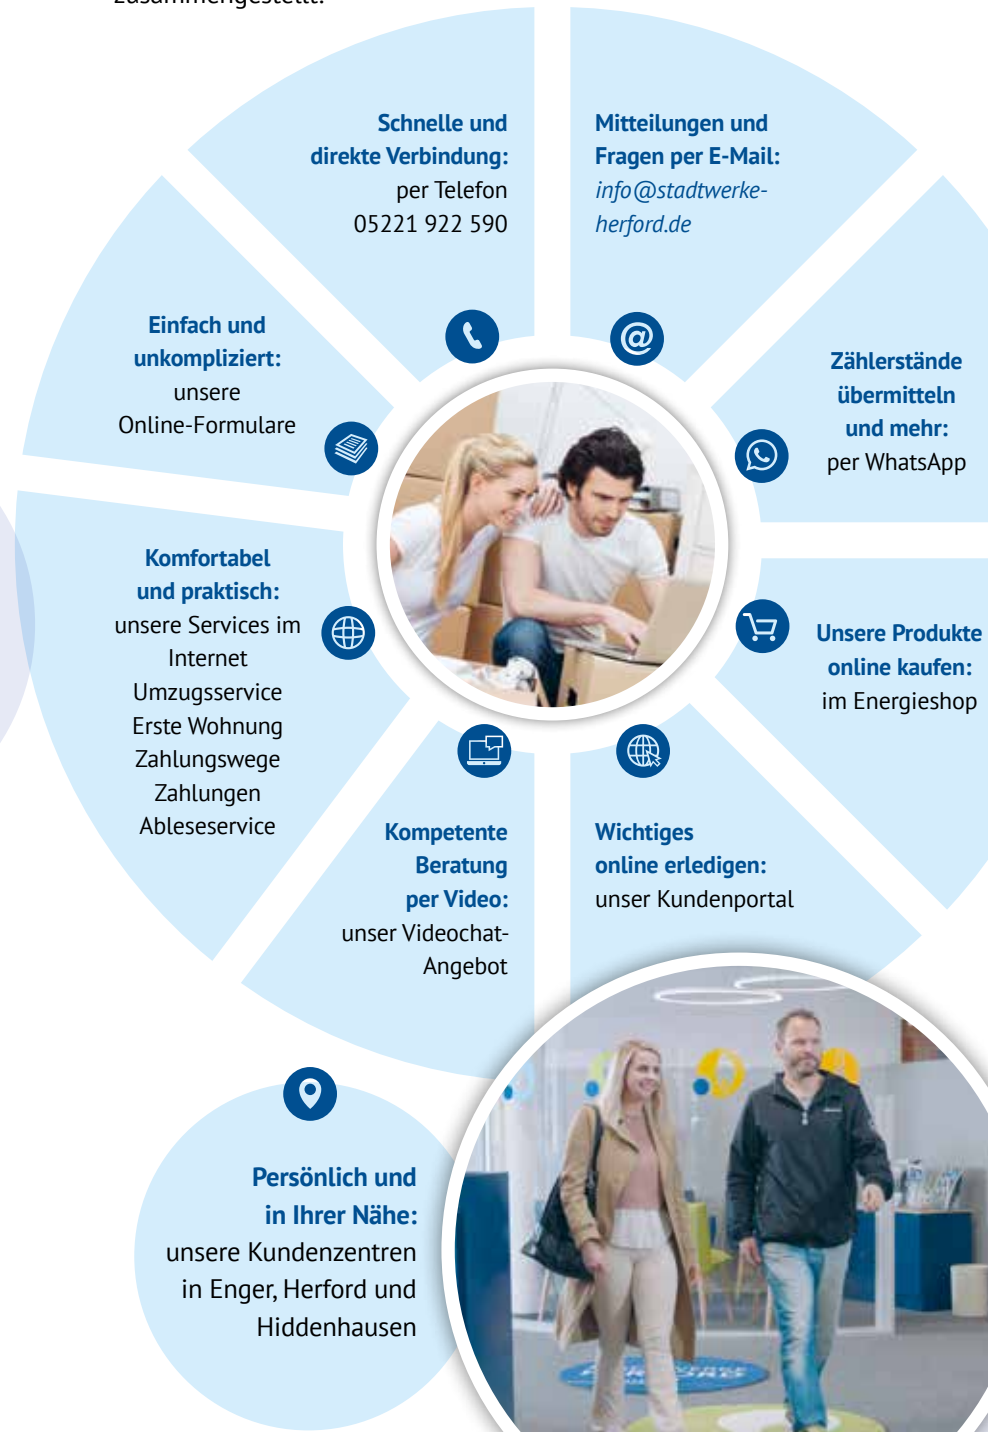 zusammengestellt:
Schnelle und
direkte Verbindung:
per Telefon
05221 922 590
Mitteilungen und
Fragen per E-Mail:
info@stadtwerke-
herford.de
Einfach und
unkompliziert:
unsere
Online-Formulare
Zählerstände
übermitteln
und mehr:
per WhatsApp
Komfortabel
und praktisch:
unsere Services im
Internet
Umzugsservice
Erste Wohnung
Zahlungswege
Zahlungen
Ableseservice
Unsere Produkte
online kaufen:
im Energieshop
Kompetente
Beratung
per Video:
unser Videochat-
Angebot
Wichtiges
online erledigen:
unser Kundenportal
Persönlich und
in Ihrer Nähe:
unsere Kundenzentren
in Enger, Herford und
Hiddenhausen